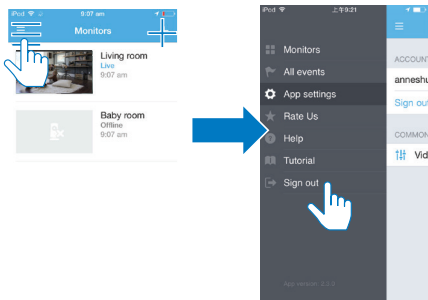 iPod
9:07 am
Monitors
Living room
Live
9:07 am
Baby room
Offline
9:07 am
iPod
上午9:21
Monitors
All events
App settings
Rate Us
Help
Tutorial
Sign out
ACCOUNT
annesh
Sign out
COMMON
Vid